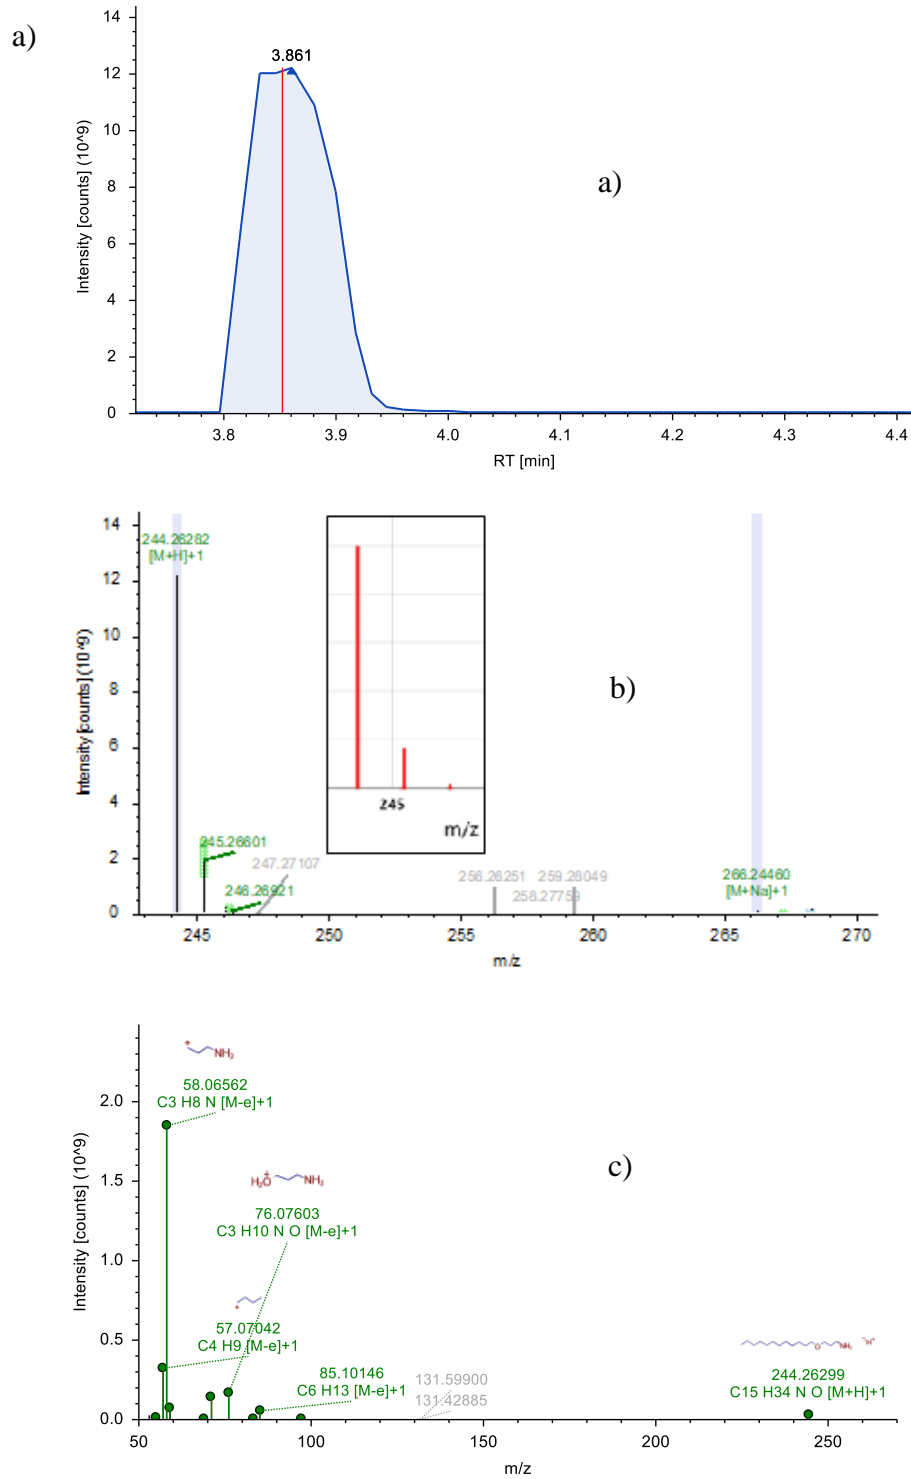 a)
14
12
10
8
6
4
2
0
Intensity [counts] (10^9)
3.861
a)
3.8 3.9 4.0 4.1 4.2 4.3 4.4
RT [min]
14
12
10
8
6
4
2
0
Intensity [counts] (10^9)
244.26282
[M+H]+1
245.26601
246.26921
247.27107
245
m/z
b)
256.26251 259.28049
258.27759
266.24460
[M+Na]+1
245 250 255 260 265 270
m/z
2.0
1.5
1.0
0.5
0.0
Intensity [counts] (10^9)
+
NH2
58.06562
C3 H8 N [M-e]+1
H2O+ NH2
76.07603
C3 H10 N O [M-e]+1
c)
+
57.07042
C4 H9 [M-e]+1
85.10146
C6 H13 [M-e]+1
131.59900
131.42885
O NH2 H+
244.26299
C15 H34 N O [M+H]+1
50 100 150 200 250
m/z